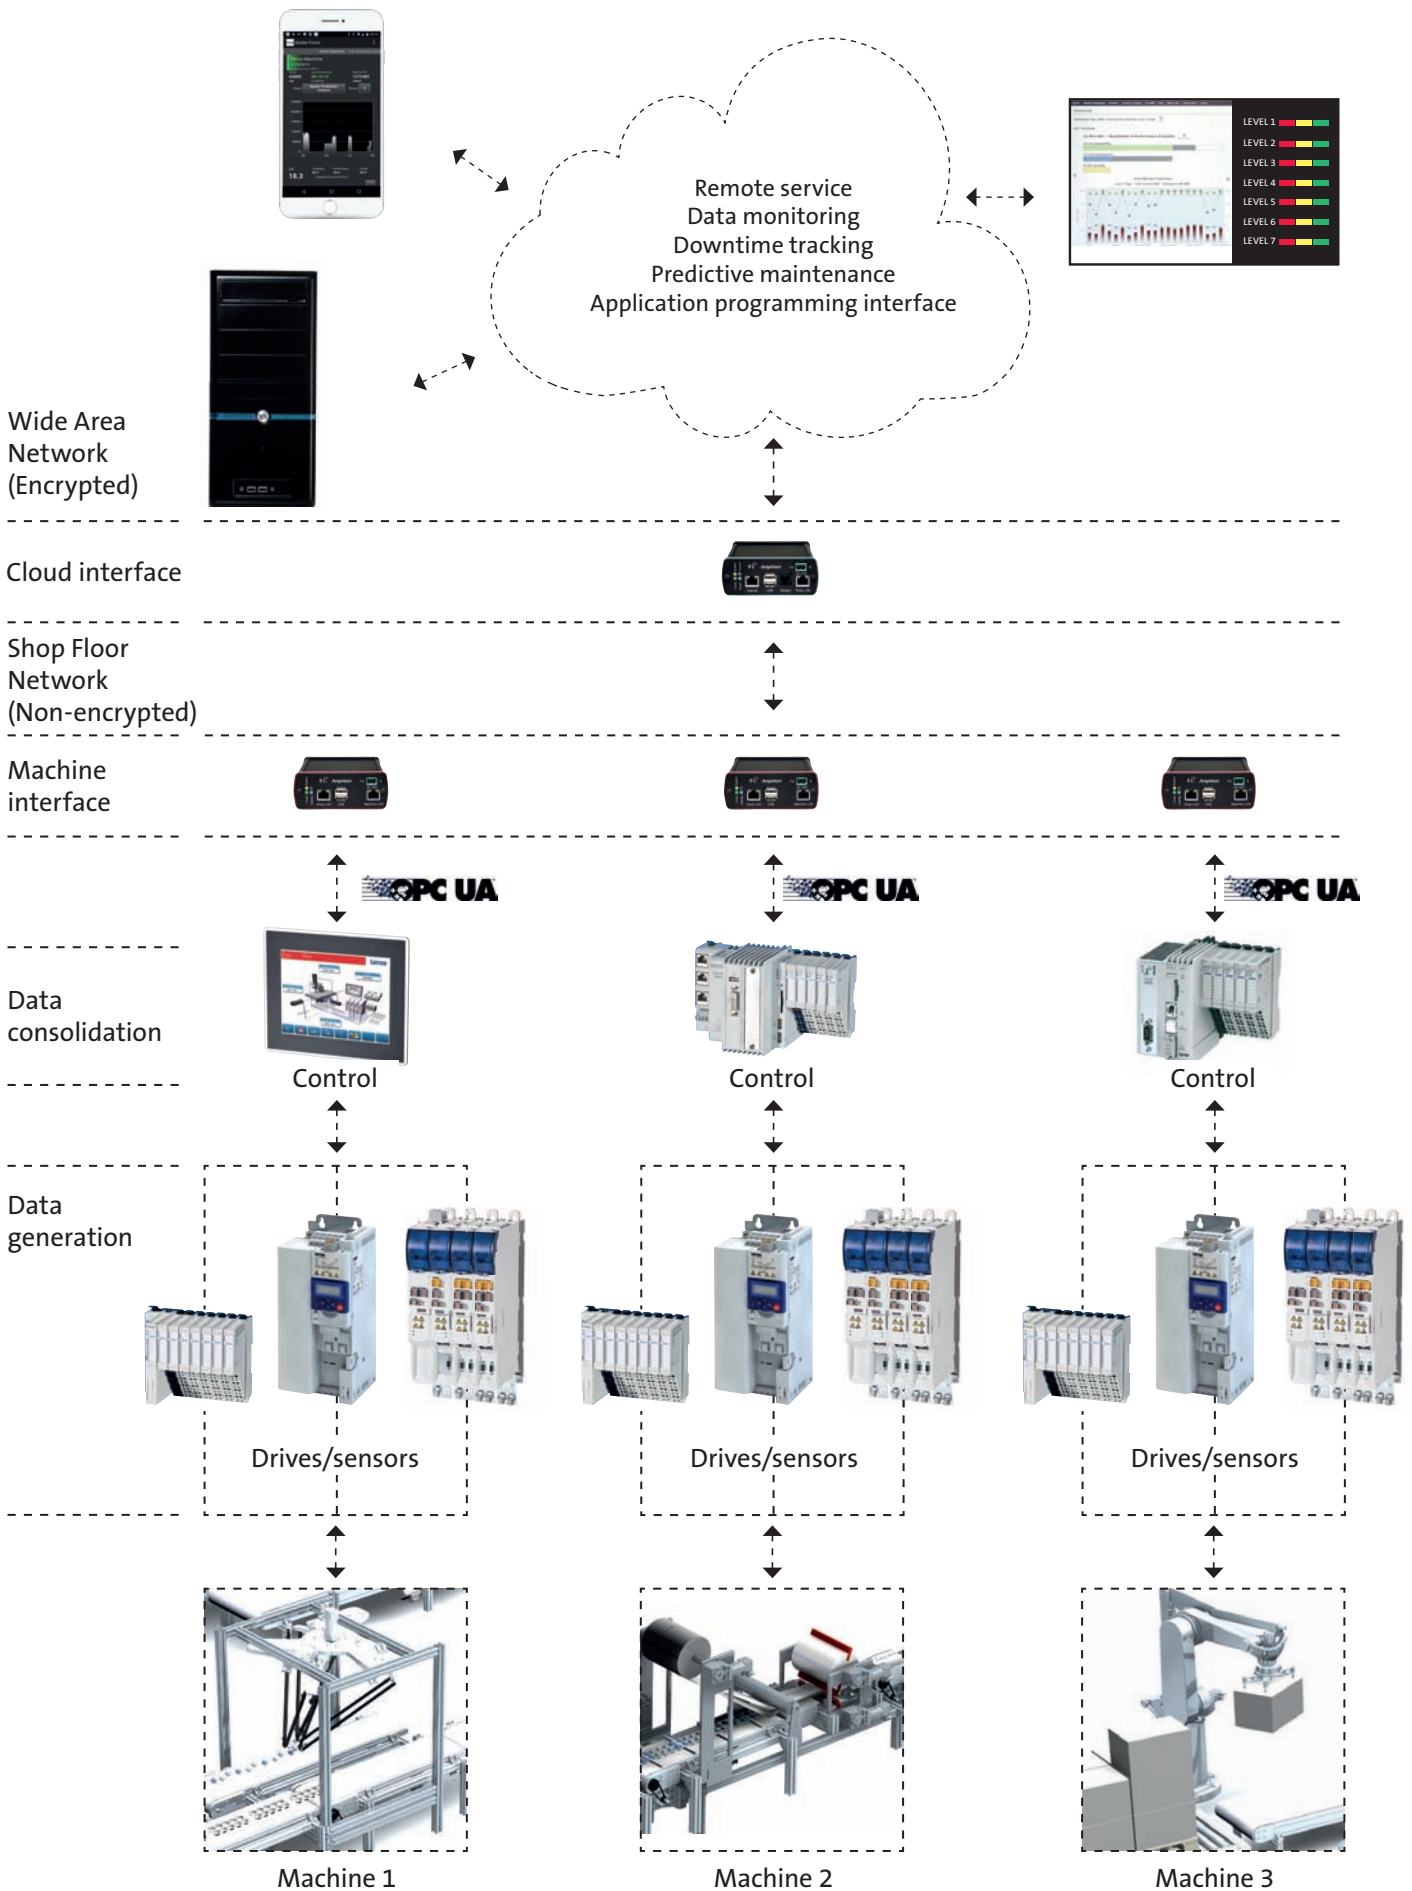 Remote service
Data monitoring
Downtime tracking
Predictive maintenance
Application programming interface
18.3
LEVEL 1
LEVEL 2
LEVEL 3
LEVEL 4
LEVEL 5
LEVEL 6
LEVEL 7
Wide Area
Network
(Encrypted)
Cloud interface
Shop Floor
Network
(Non-encrypted)
Machine
interface
OPC UA
OPC UA
OPC UA
Data
consolidation
Lenze
Control
Control
Control
Data
generation
Drives/sensors
Drives/sensors
Drives/sensors
Machine 1
Machine 2
Machine 3